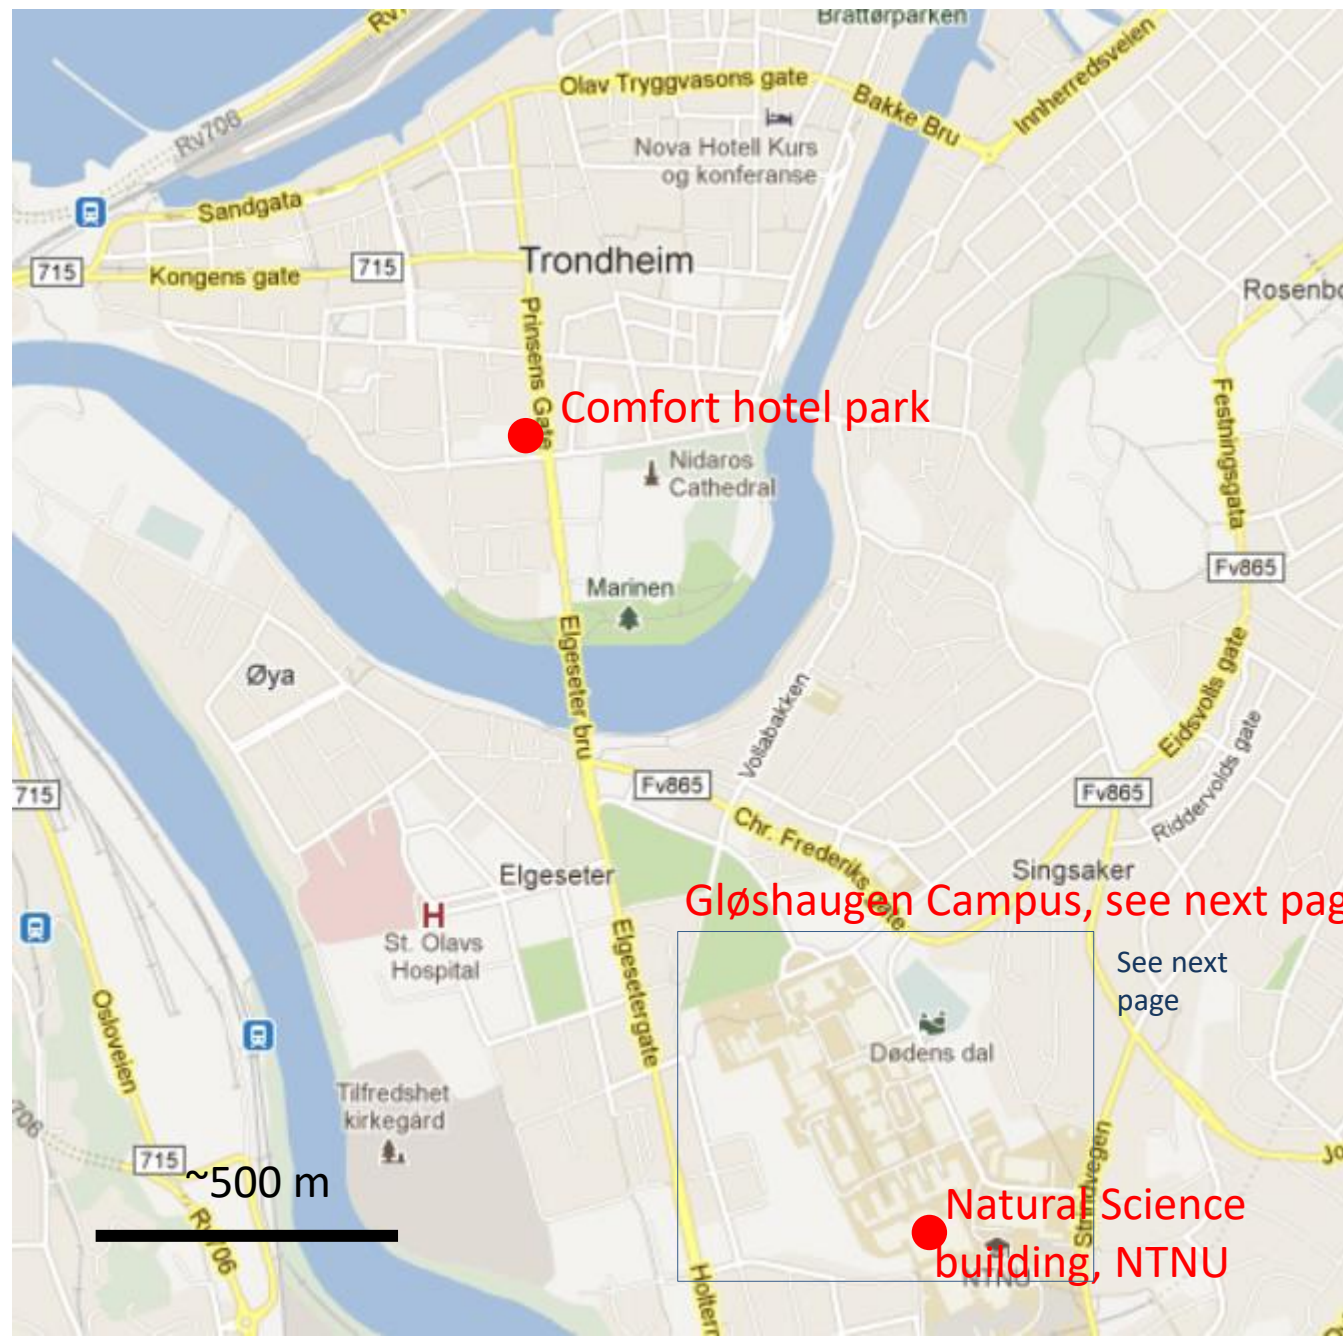 Brattørparken
Olav Tryggvasons gate
Bakke Bru
Innherredsveien
Rv706
Nova Hotell Kurs
og konferanse
Sandgata
715
Kongens gate
715
Trondheim
Prinsens Gate
Comfort hotel park
Nidaros
Cathedral
Festningsgata
Fv865
Marinen
Elgeseter bru
Øya
Vollabakken
Eidsvolls gate
Riddervolds gate
715
Fv865
Fv865
Chr. Frederiks gate
Elgeseter
Singsaker
Gløshaugen Campus, see next pag
H
St. Olavs
Hospital
Elgesetergate
See next
page
Osloveien
Dødens dal
Tilfredshet
kirkegård
706
715
~500 m
Rv706
Strindvegen
Natural Science
building, NTNU
NTNU